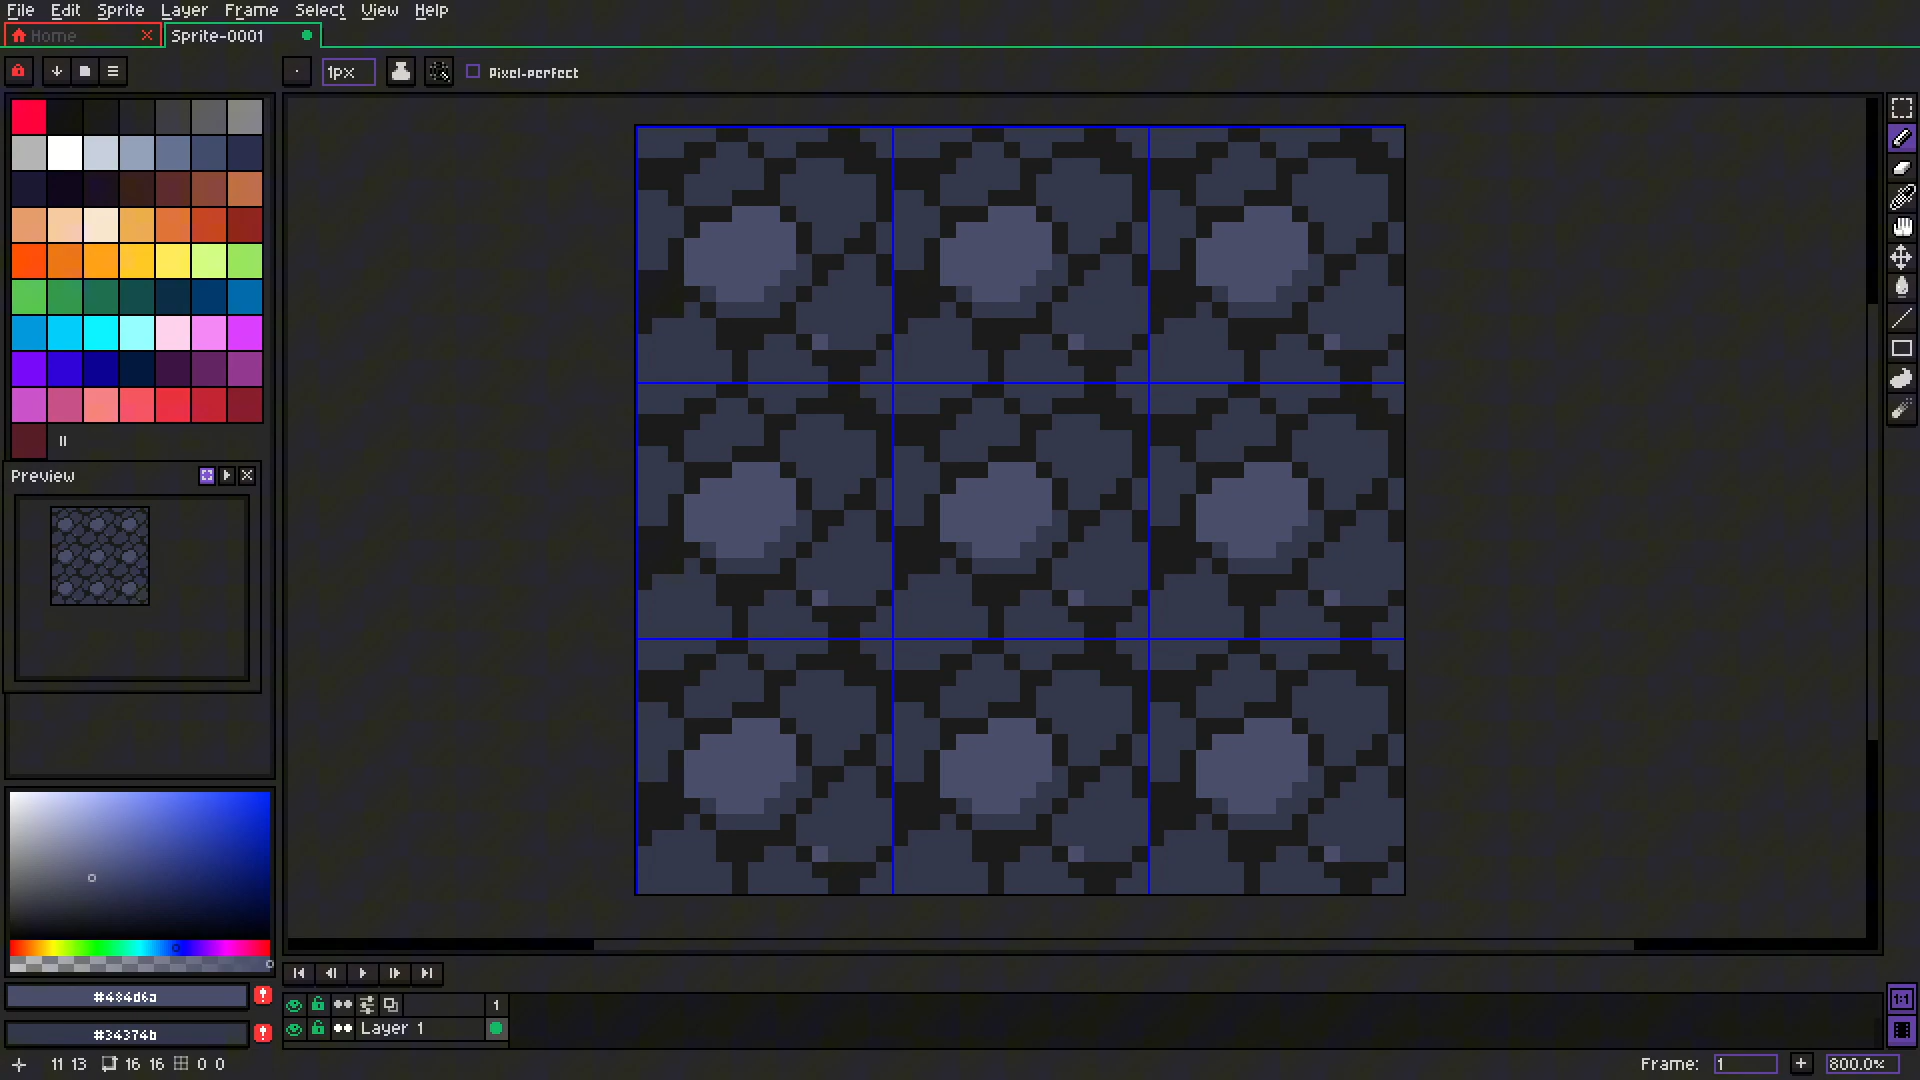 File Edit Sprite Layer Frame Select View Help
Home Sprite-0001
1px Pixel-perfect
Preview
#484d6a
#34374b
1
Layer 1
11 13 16 16 0 0
Frame: 1 800.0%